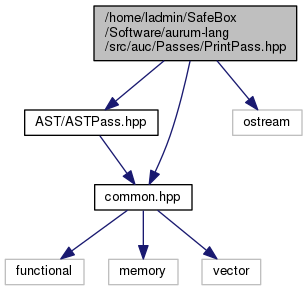 /home/ladmin/SafeBox
/Software/aurum-lang
/src/auc/Passes/PrintPass.hpp
AST/ASTPass.hpp
ostream
common.hpp
functional
memory
vector